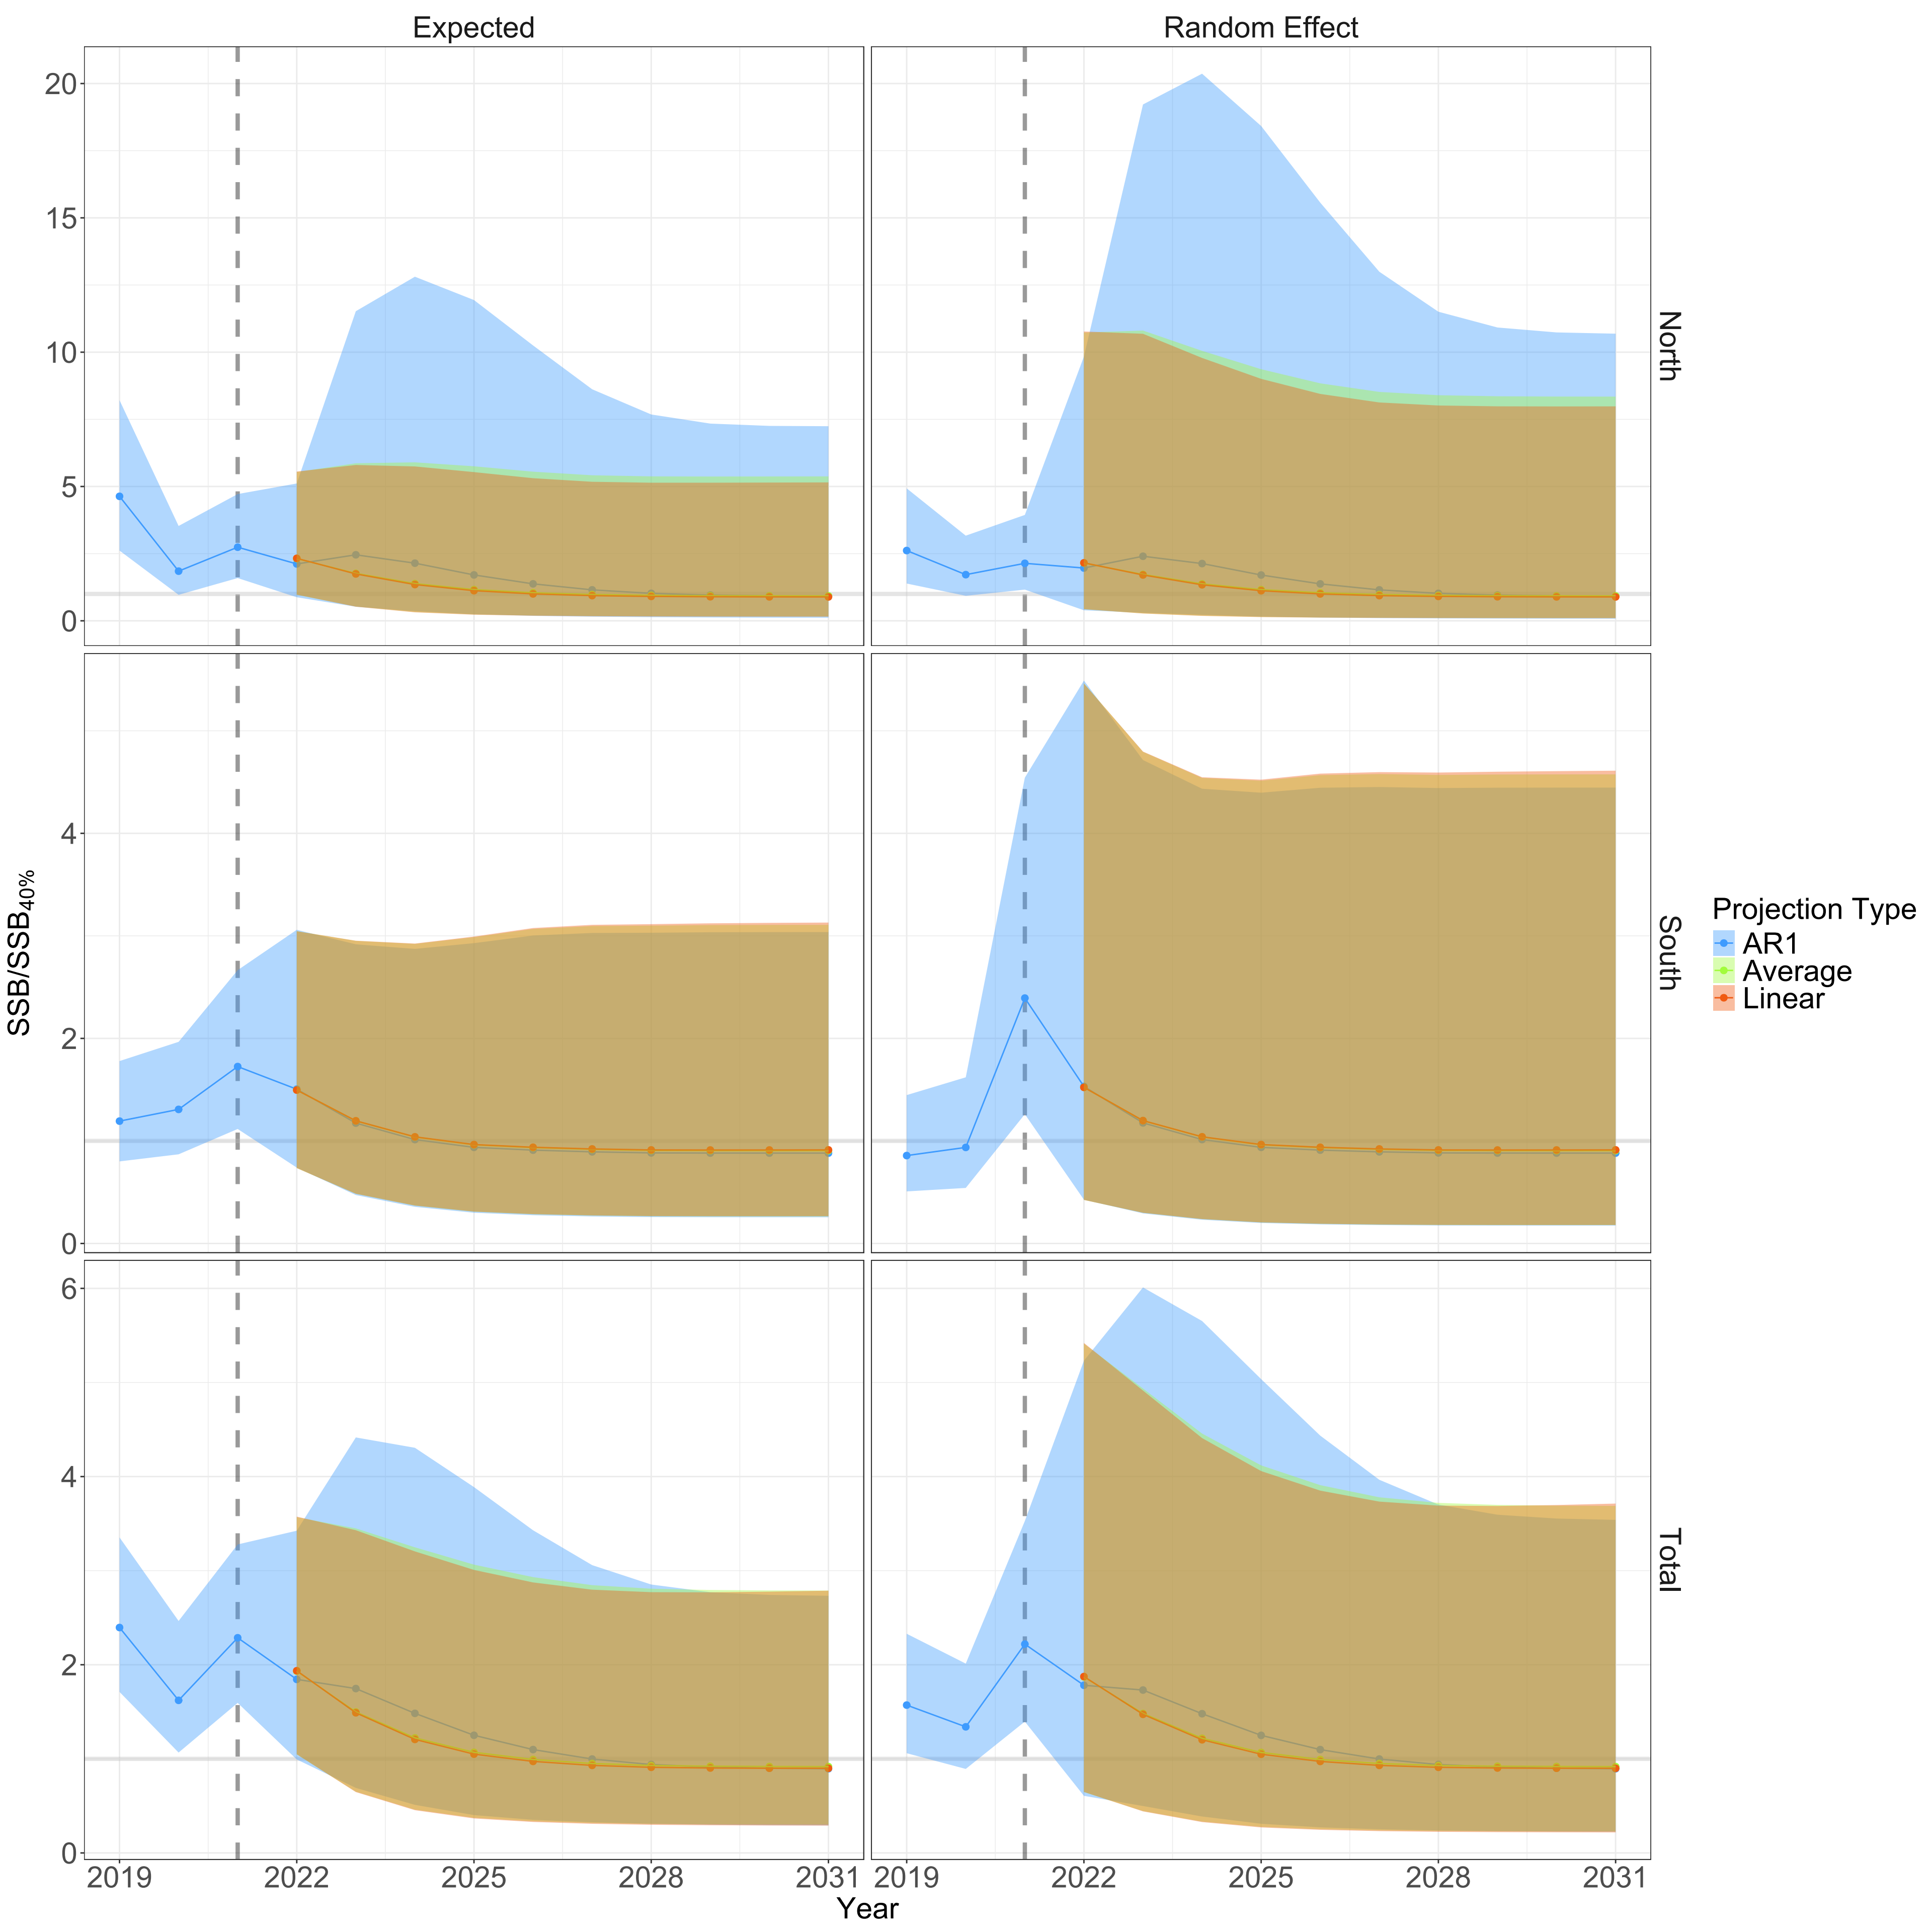 Expected
Random Effect
20
15
10
5
0
North
4
2
0
South
6
4
2
0
Total
SSB/SSB40%
2019
2022
2025
2028
2031
2019
2022
2025
2028
2031
Year
Projection Type
AR1
Average
Linear